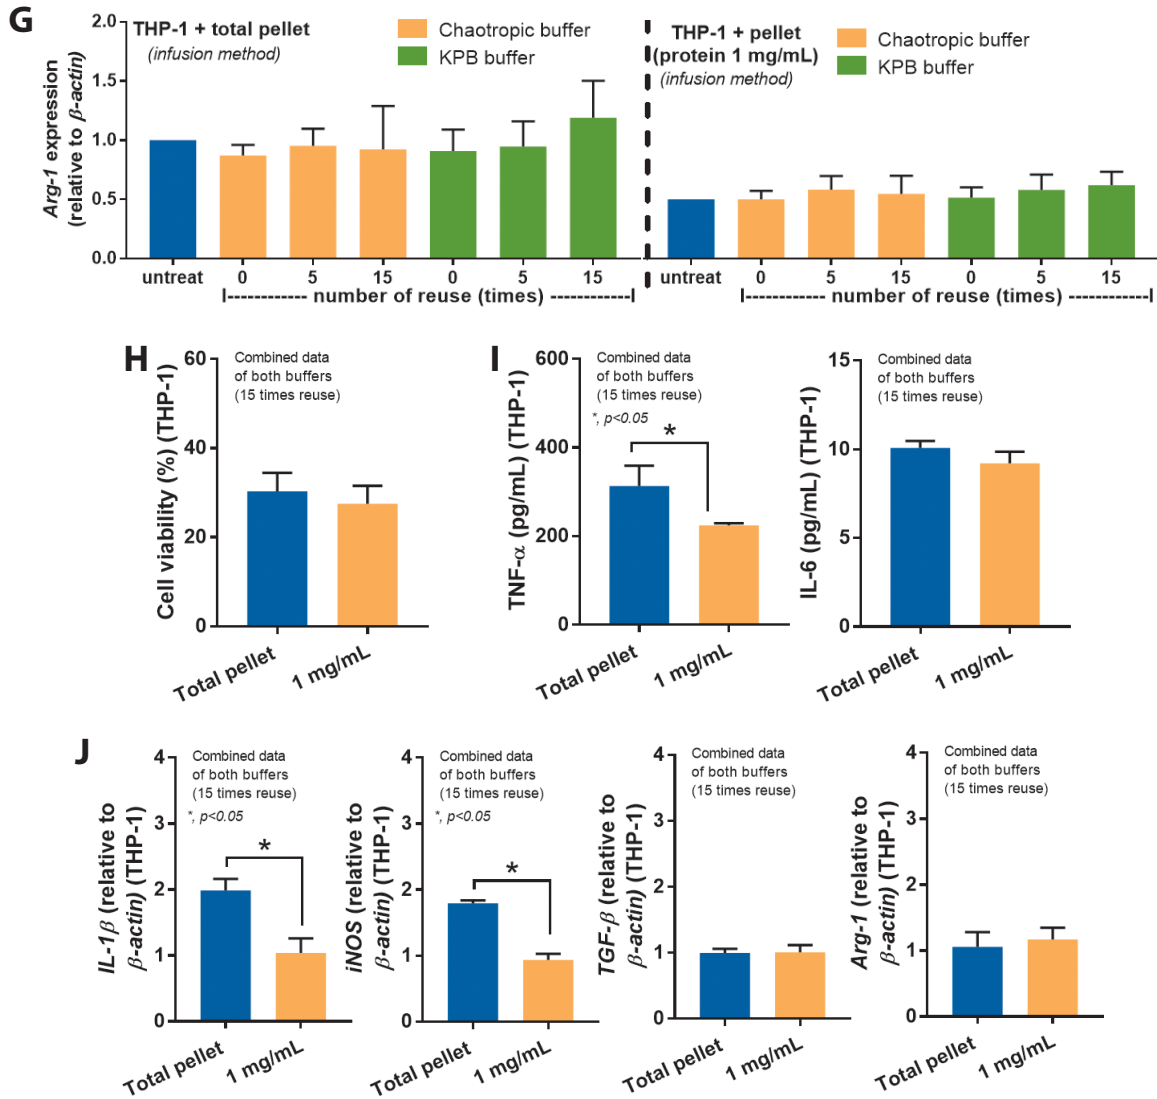 G
Arg-1 expression
(relative to β-actin)
2.0
1.5
1.0
0.5
0.0
THP-1 + total pellet
(infusion method)
Chaotropic buffer
KPB buffer
THP-1 + pellet
(protein 1 mg/mL)
(infusion method)
Chaotropic buffer
KPB buffer
untreat 0 5 15 0 5 15
number of reuse (times)
untreat 0 5 15 0 5 15
number of reuse (times)
H
Cell viability (%) (THP-1)
60
40
20
0
Combined data
of both buffers
(15 times reuse)
Total pellet
1 mg/mL
I
TNF-α (pg/mL) (THP-1)
600
400
200
0
Combined data
of both buffers
(15 times reuse)
*, p<0.05
*
Total pellet
1 mg/mL
IL-6 (pg/mL) (THP-1)
15
10
5
0
Combined data
of both buffers
(15 times reuse)
Total pellet
1 mg/mL
J
IL-1β (relative to
β-actin) (THP-1)
4
3
2
1
0
Combined data
of both buffers
(15 times reuse)
*, p<0.05
*
Total pellet
1 mg/mL
iNOS (relative to
β-actin) (THP-1)
4
3
2
1
0
Combined data
of both buffers
(15 times reuse)
*, p<0.05
*
Total pellet
1 mg/mL
TGF-β (relative to
β-actin) (THP-1)
4
3
2
1
0
Combined data
of both buffers
(15 times reuse)
Total pellet
1 mg/mL
Arg-1 (relative to
β-actin) (THP-1)
4
3
2
1
0
Combined data
of both buffers
(15 times reuse)
Total pellet
1 mg/mL